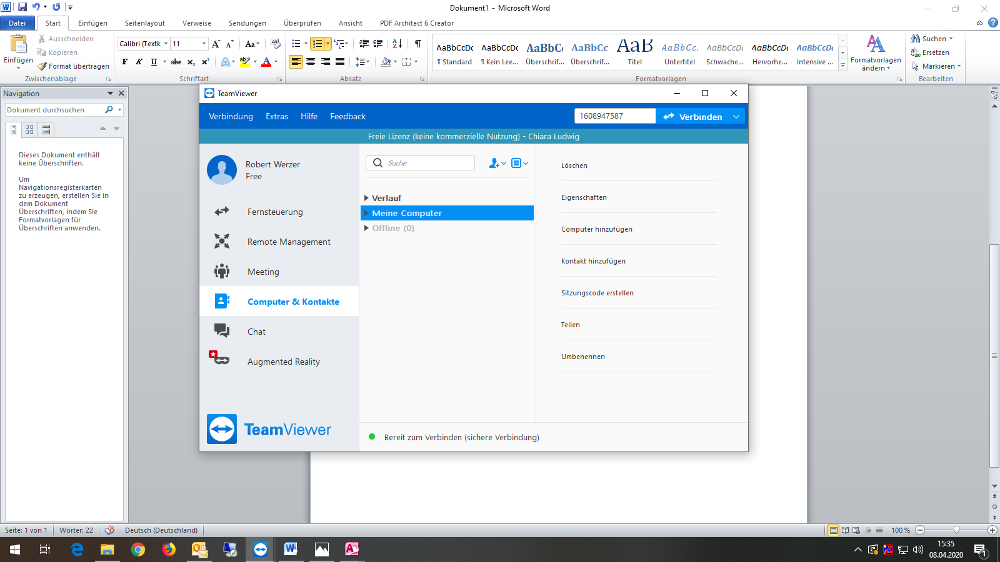 Dokument1 - Microsoft Word
Datei Start Einfügen Seitenlayout Verweise Sendungen Überprüfen Ansicht PDF Architect 6 Creator
Einfügen
Ausschneiden
Kopieren
Format übertragen
Zwischenablage
Calibri (Textk 11
Schriftart
Absatz
AaBbCcDc AaBbCcDc AaBbC AaBbCc AaB AaBbCc. AaBbCcDc AaBbCcDc AaBbCcDc
¶ Standard ¶ Kein Lee... Überschrif... Überschrif... Titel Untertitel Schwache... Hervorhe... Intensive ...
Formatvorlagen
Formatvorlagen
ändern
Suchen
Ersetzen
Markieren
Bearbeiten
Navigation
Dokument durchsuchen
Dieses Dokument enthält
keine Überschriften.
Um
Navigationsregisterkarten
zu erzeugen, erstellen Sie in
dem Dokument
Überschriften, indem Sie
Formatvorlagen für
Überschriften anwenden.
TeamViewer
Verbindung Extras Hilfe Feedback
1608947587 Verbinden
Freie Lizenz (keine kommerzielle Nutzung) - Chiara Ludwig
Robert Werzer
Free
Fernsteuerung
Remote Management
Meeting
Computer & Kontakte
Chat
Augmented Reality
TeamViewer
Suche
Verlauf
Meine Computer
Offline (0)
Löschen
Eigenschaften
Computer hinzufügen
Kontakt hinzufügen
Sitzungscode erstellen
Teilen
Umbenennen
Bereit zum Verbinden (sichere Verbindung)
Seite: 1 von 1 Wörter: 22 Deutsch (Deutschland) 100 %
15:35
08.04.2020
1